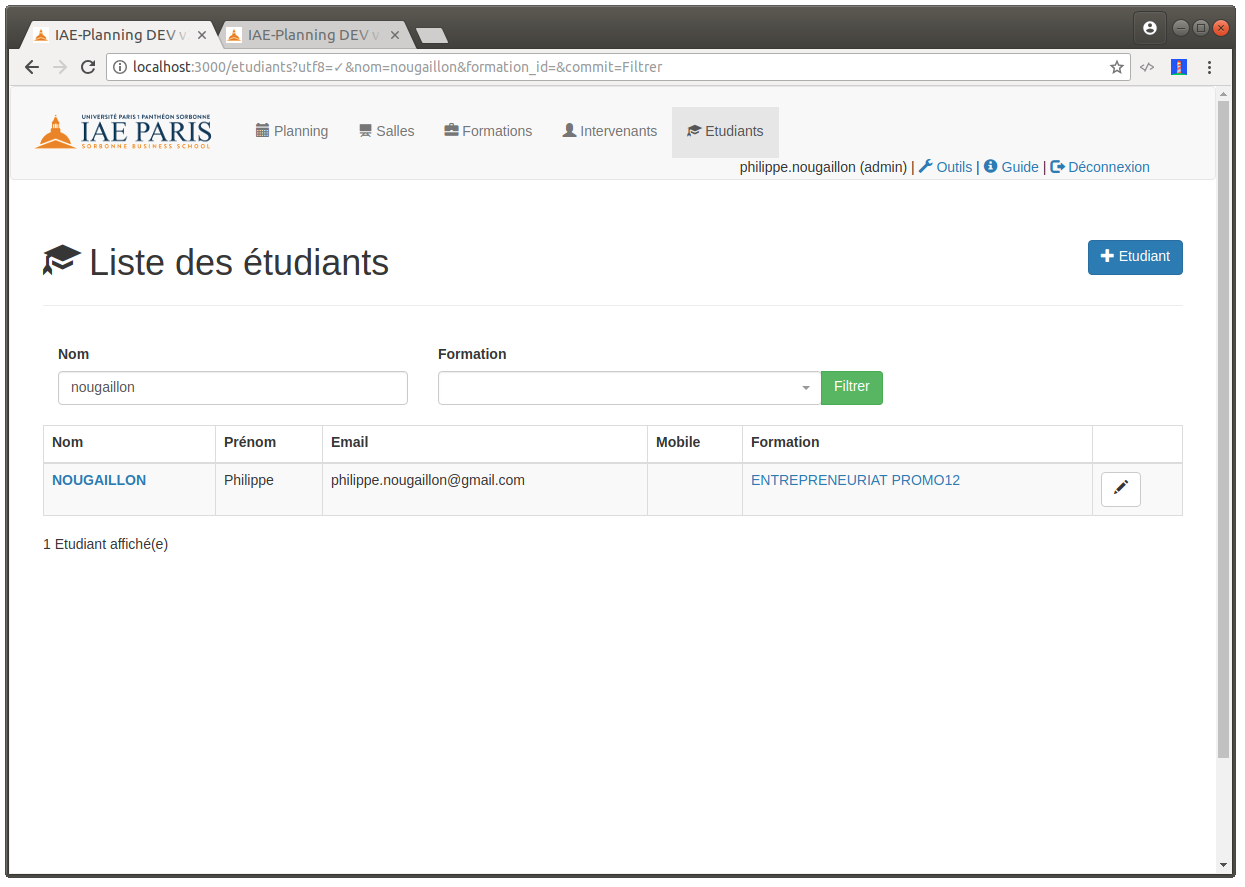 IAE-Planning DEV v
IAE-Planning DEV v
localhost:3000/etudiants?utf8=✓&nom=nougaillon&formation_id=&commit=Filtrer
UNIVERSITÉ PARIS 1 PANTHÉON SORBONNE
IAE PARIS
SORBONNE BUSINESS SCHOOL
Planning Salles Formations Intervenants Etudiants
philippe.nougaillon (admin) | Outils | Guide | Déconnexion
Liste des étudiants
Etudiant
Nom Formation
nougaillon Filtrer
Nom Prénom Email Mobile Formation
NOUGAILLON Philippe philippe.nougaillon@gmail.com ENTREPRENEURIAT PROMO12
1 Etudiant affiché(e)